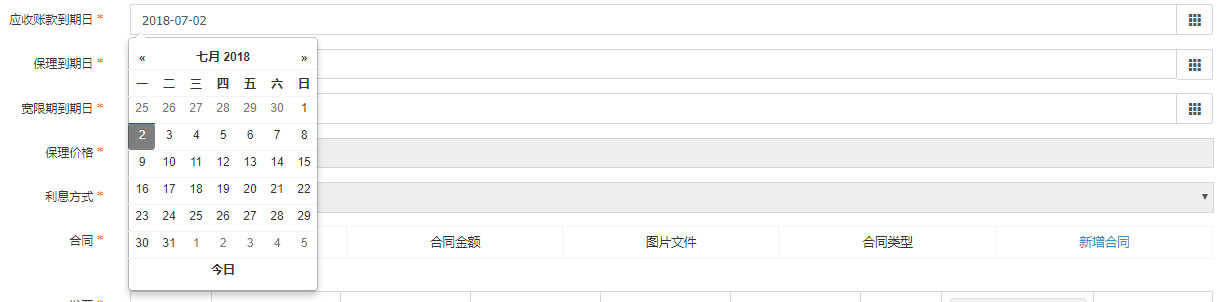 应收账款到期日 * 2018-07-02
保理到期日 *
宽限期到期日 *
保理价格 *
利息方式 *
合同 * 合同金额 图片文件 合同类型 新增合同
« 七月 2018 »
一 二 三 四 五 六 日
25 26 27 28 29 30 1
2 3 4 5 6 7 8
9 10 11 12 13 14 15
16 17 18 19 20 21 22
23 24 25 26 27 28 29
30 31 1 2 3 4 5
今日